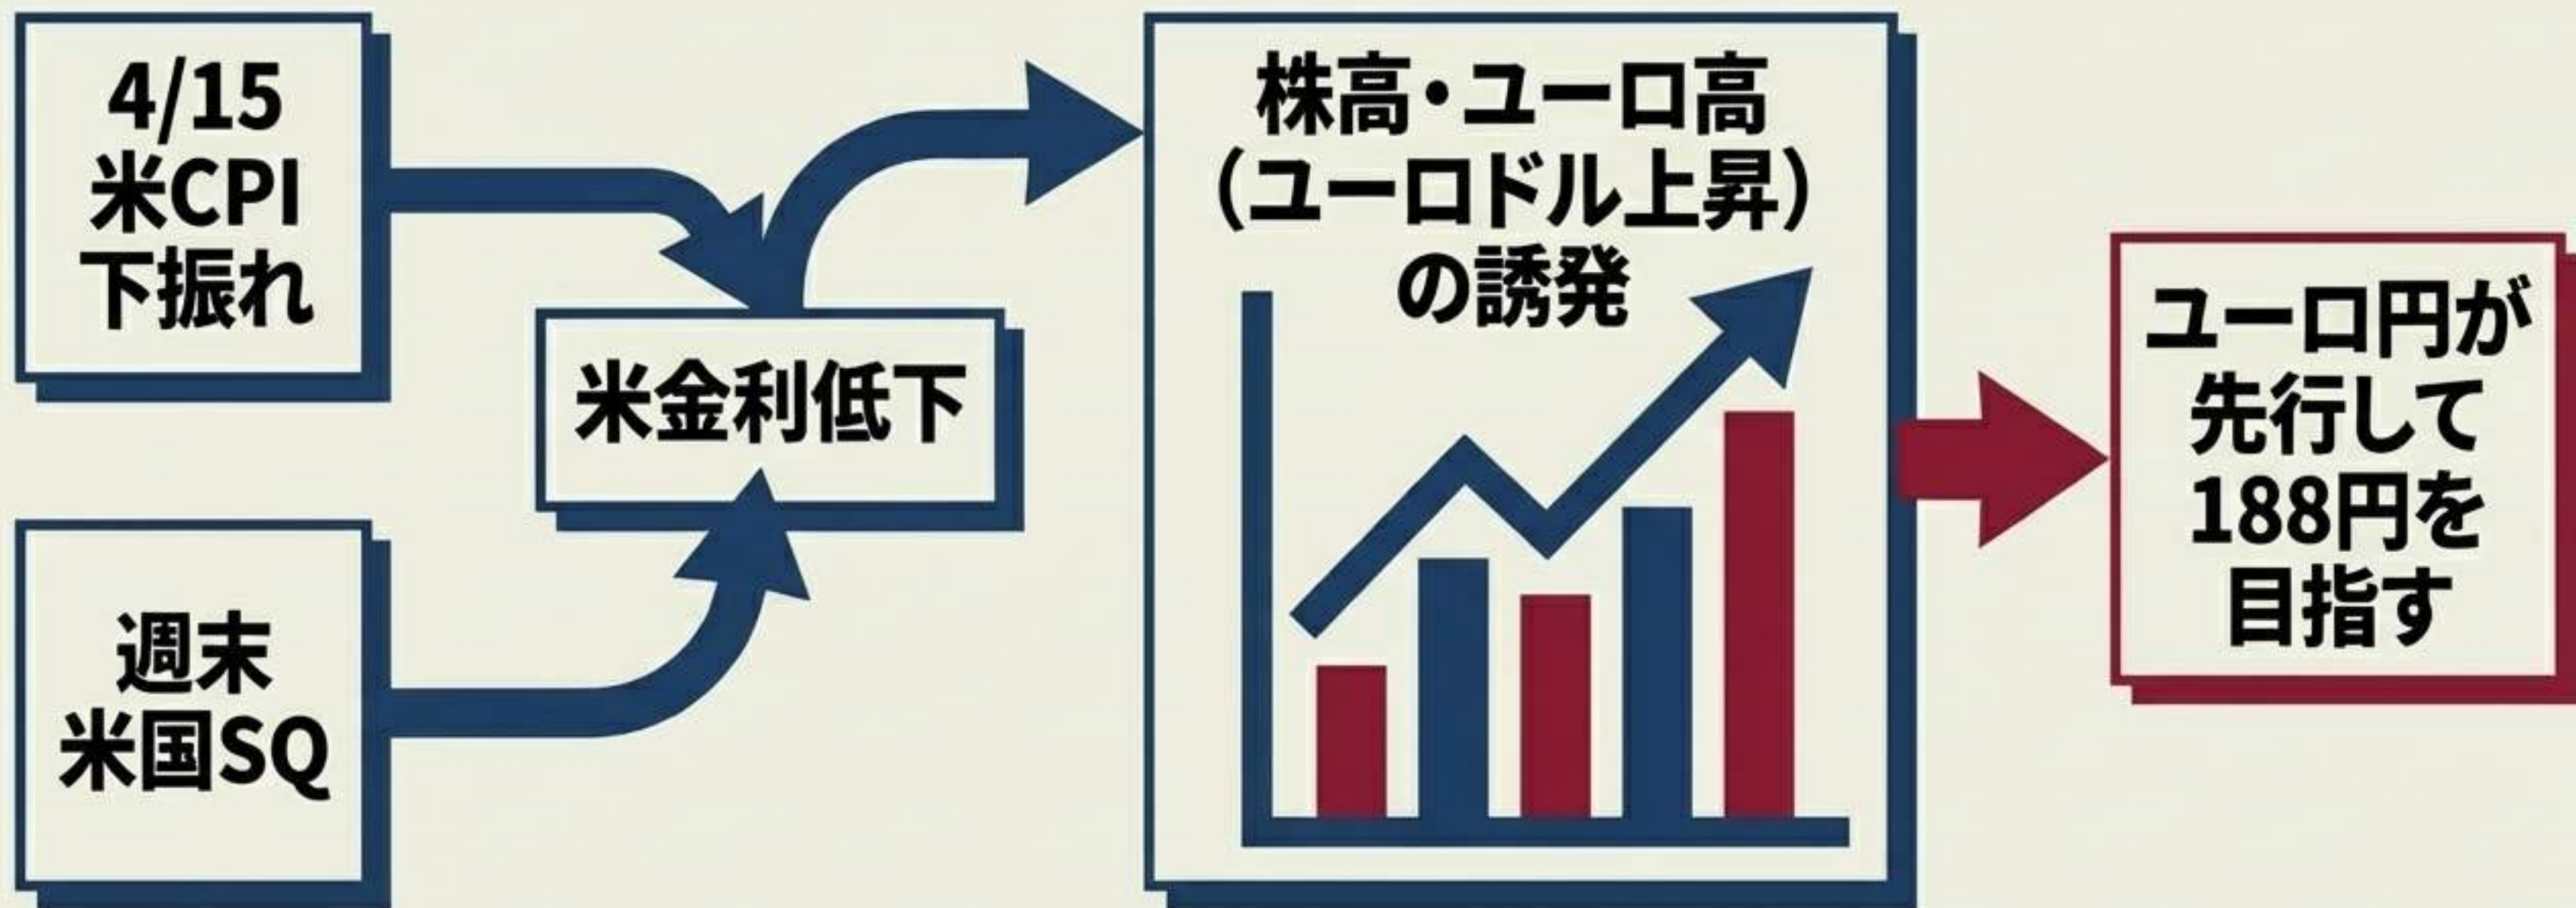 4/15
米CPI
下振れ
週末
米国SQ
米金利低下
株高・ユーロ高
（ユーロドル上昇）
の誘発
ユーロ円が
先行して
188円を
目指す